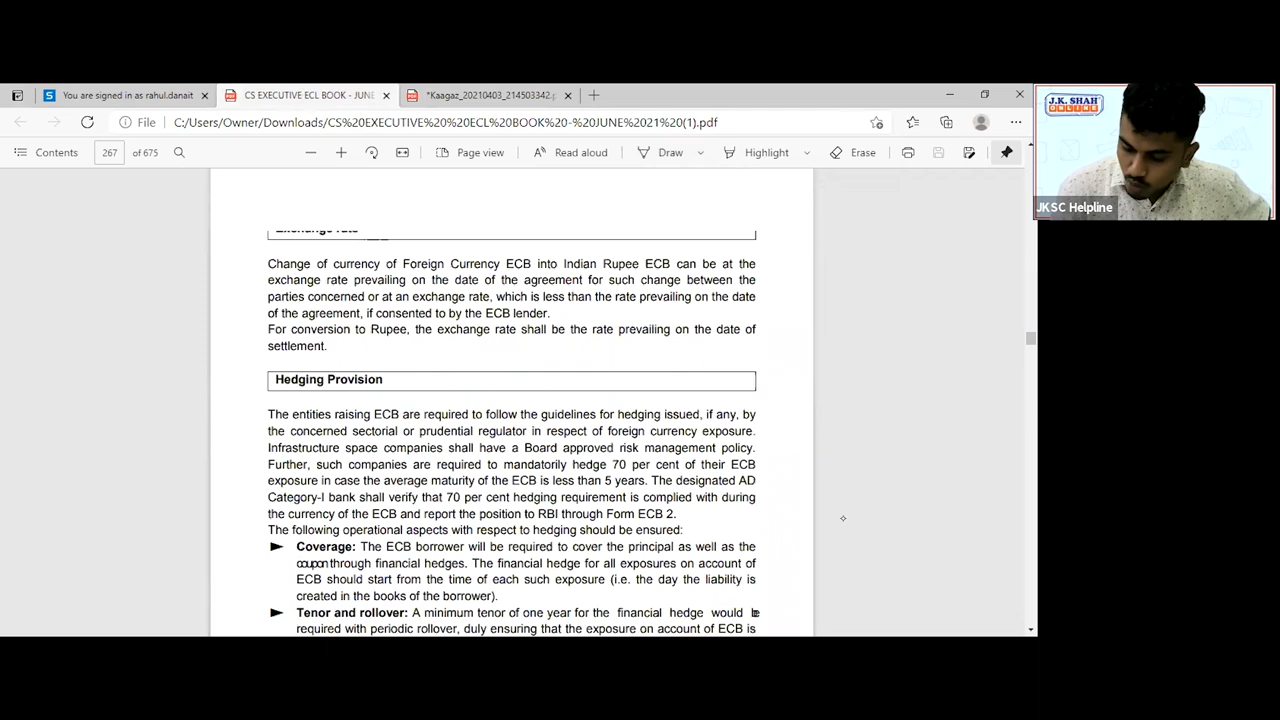 You are signed in as rahul.danait
CS EXECUTIVE ECL BOOK - JUNE
*Kaagaz_20210403_214503342.p
File
C:/Users/Owner/Downloads/CS%20EXECUTIVE%20%20ECL%20BOOK%20-%20JUNE%2021%20(1).pdf
Contents
267 of 675
Page view
Read aloud
Draw
Highlight
Erase
J.K. SHAH
ONLINE
JKSC Helpline
Exchange rate
Change of currency of Foreign Currency ECB into Indian Rupee ECB can be at the
exchange rate prevailing on the date of the agreement for such change between the
parties concerned or at an exchange rate, which is less than the rate prevailing on the date
of the agreement, if consented to by the ECB lender.
For conversion to Rupee, the exchange rate shall be the rate prevailing on the date of
settlement.
Hedging Provision
The entities raising ECB are required to follow the guidelines for hedging issued, if any, by
the concerned sectorial or prudential regulator in respect of foreign currency exposure.
Infrastructure space companies shall have a Board approved risk management policy.
Further, such companies are required to mandatorily hedge 70 per cent of their ECB
exposure in case the average maturity of the ECB is less than 5 years. The designated AD
Category-I bank shall verify that 70 per cent hedging requirement is complied with during
the currency of the ECB and report the position to RBI through Form ECB 2.
The following operational aspects with respect to hedging should be ensured:
► Coverage: The ECB borrower will be required to cover the principal as well as the
coupon through financial hedges. The financial hedge for all exposures on account of
ECB should start from the time of each such exposure (i.e. the day the liability is
created in the books of the borrower).
► Tenor and rollover: A minimum tenor of one year for the financial hedge would be
required with periodic rollover, duly ensuring that the exposure on account of ECB is